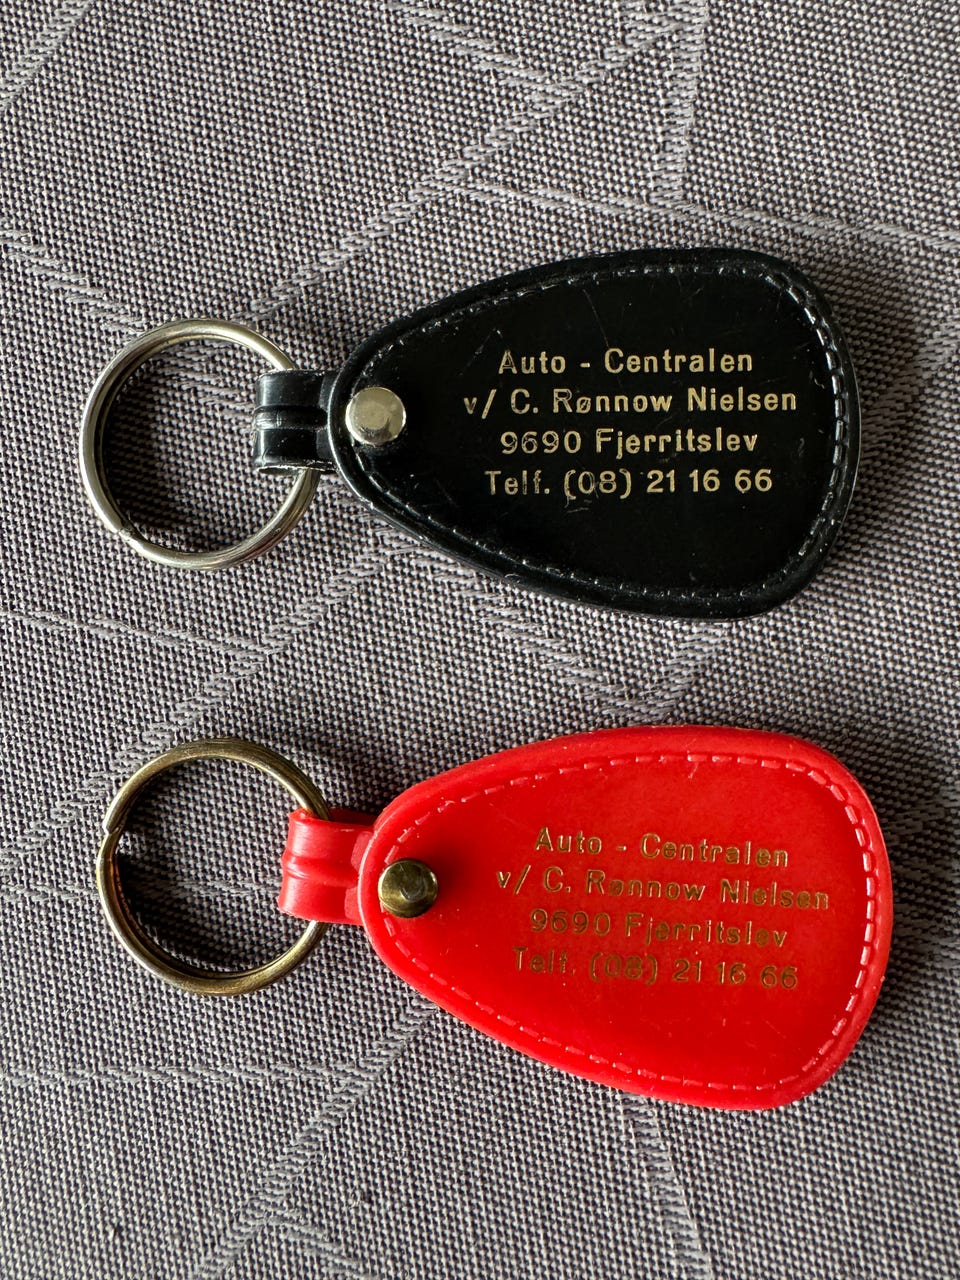 Auto - Centralen
v/ C. Rønnow Nielsen
9690 Fjerritslev
Telf. (08) 21 16 66
Auto - Centralen
v/ C. Rønnow Nielsen
9690 Fjerritslev
Telf. (08) 21 16 66